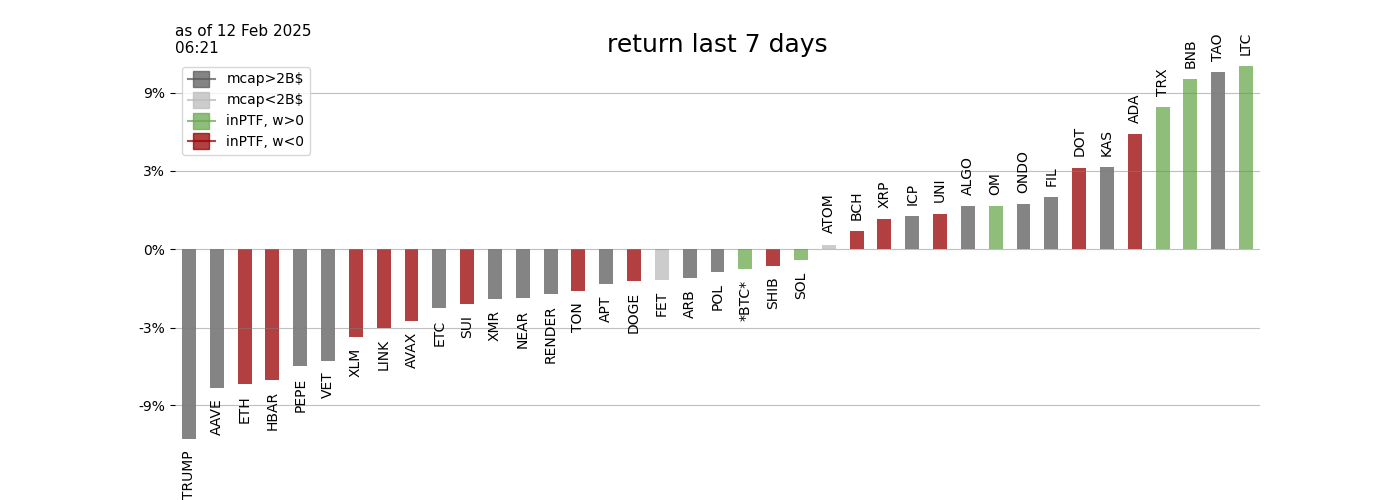 as of 12 Feb 2025
06:21
return last 7 days
mcap>2B$
mcap<2B$
inPTF, w>0
inPTF, w<0
9%
3%
0%
-3%
-9%
TRUMP
AAVE
ETH
HBAR
PEPE
VET
XLM
LINK
AVAX
ETC
SUI
XMR
NEAR
RENDER
TON
APT
DOGE
FET
ARB
POL
*BTC*
SHIB
SOL
ATOM
BCH
XRP
ICP
UNI
ALGO
OM
ONDO
FIL
DOT
KAS
ADA
TRX
BNB
TAO
LTC